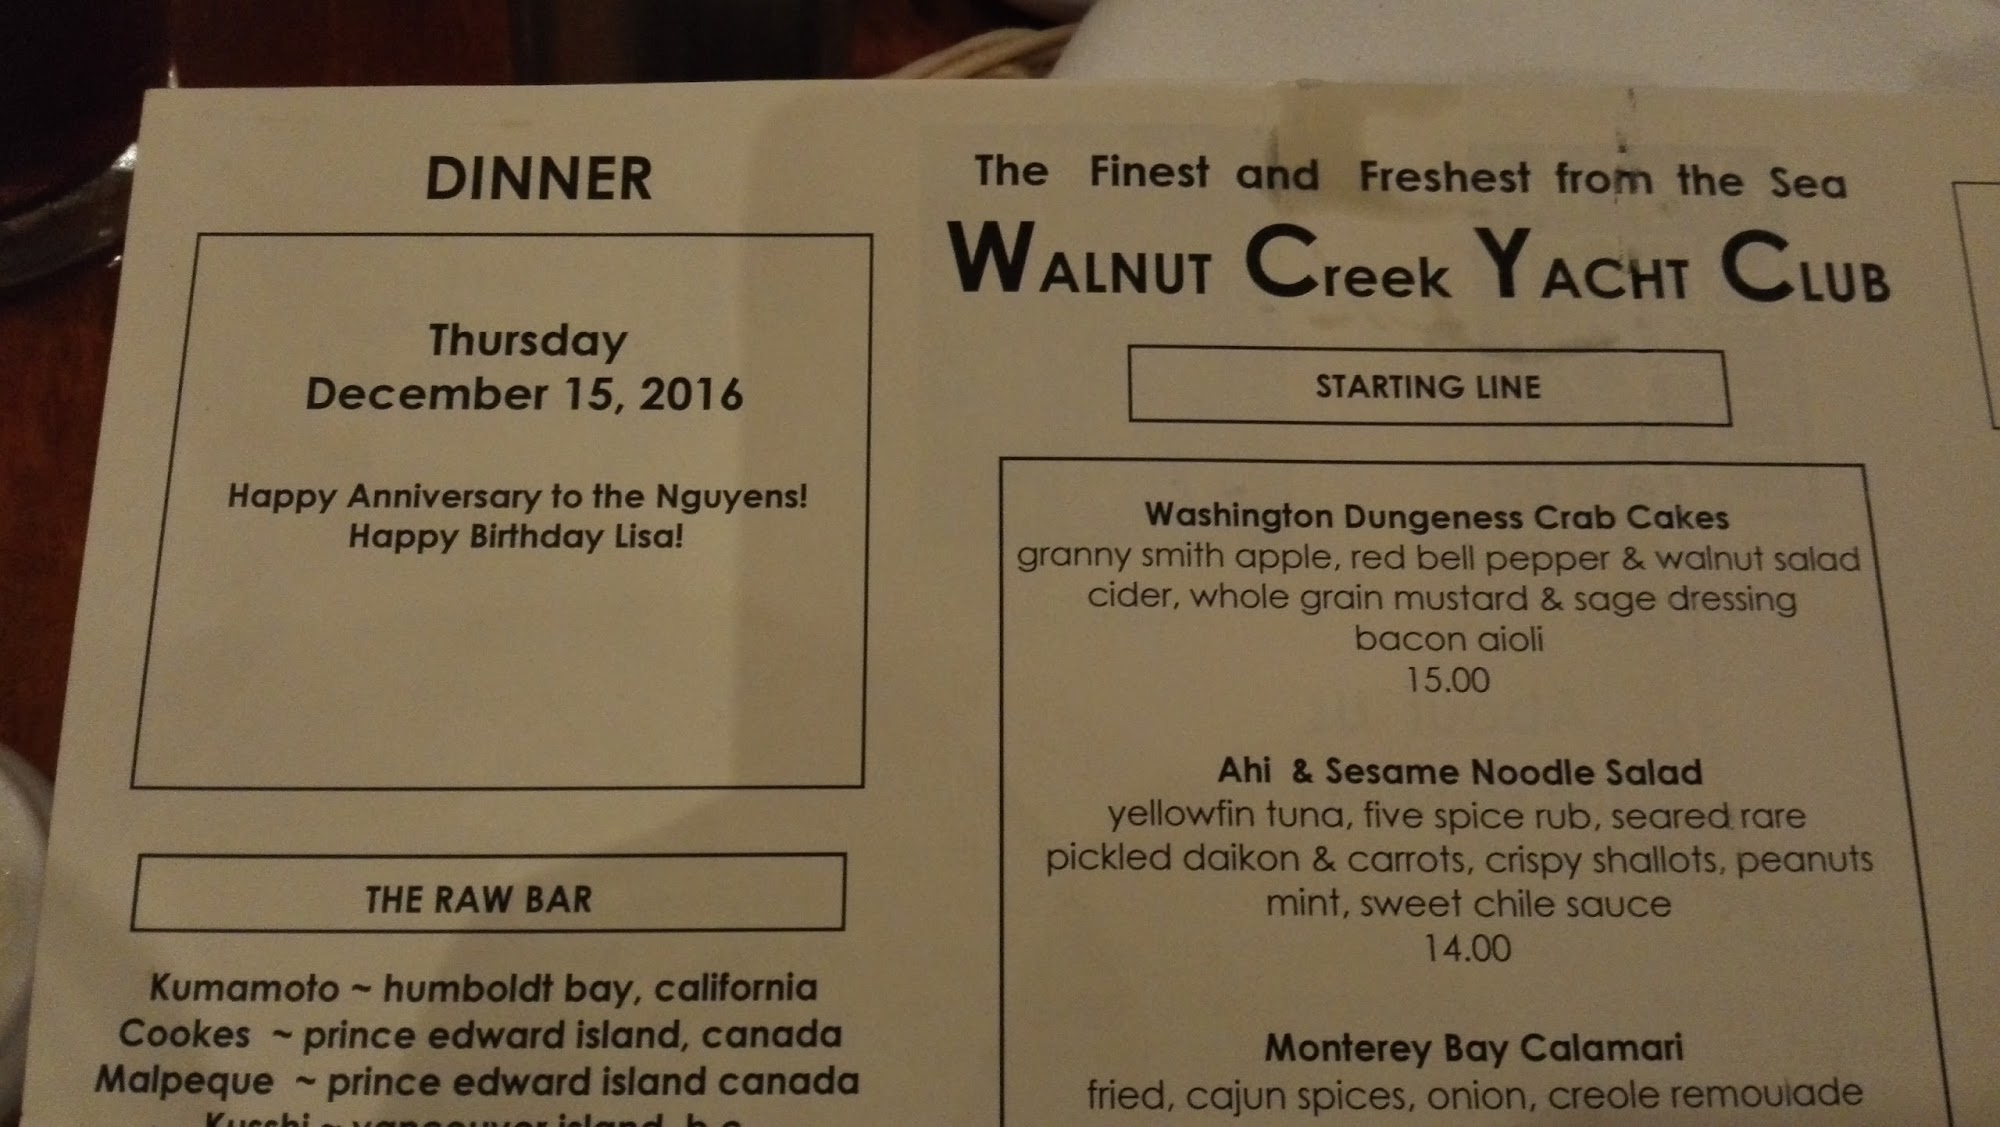 DINNER
Thursday
December 15, 2016
Happy Anniversary to the Nguyens!
Happy Birthday Lisa!
THE RAW BAR
Kumamoto ~ humboldt bay, california
Cookes ~ prince edward island, canada
Malpeque ~ prince edward island canada
Kusshi ~ vancouver island, b.c.
The Finest and Freshest from the Sea
WALNUT Creek YACHT CLUB
STARTING LINE
Washington Dungeness Crab Cakes
granny smith apple, red bell pepper & walnut salad
cider, whole grain mustard & sage dressing
bacon aioli
15.00
Ahi & Sesame Noodle Salad
yellowfin tuna, five spice rub, seared rare
pickled daikon & carrots, crispy shallots, peanuts
mint, sweet chile sauce
14.00
Monterey Bay Calamari
fried, cajun spices, onion, creole remoulade